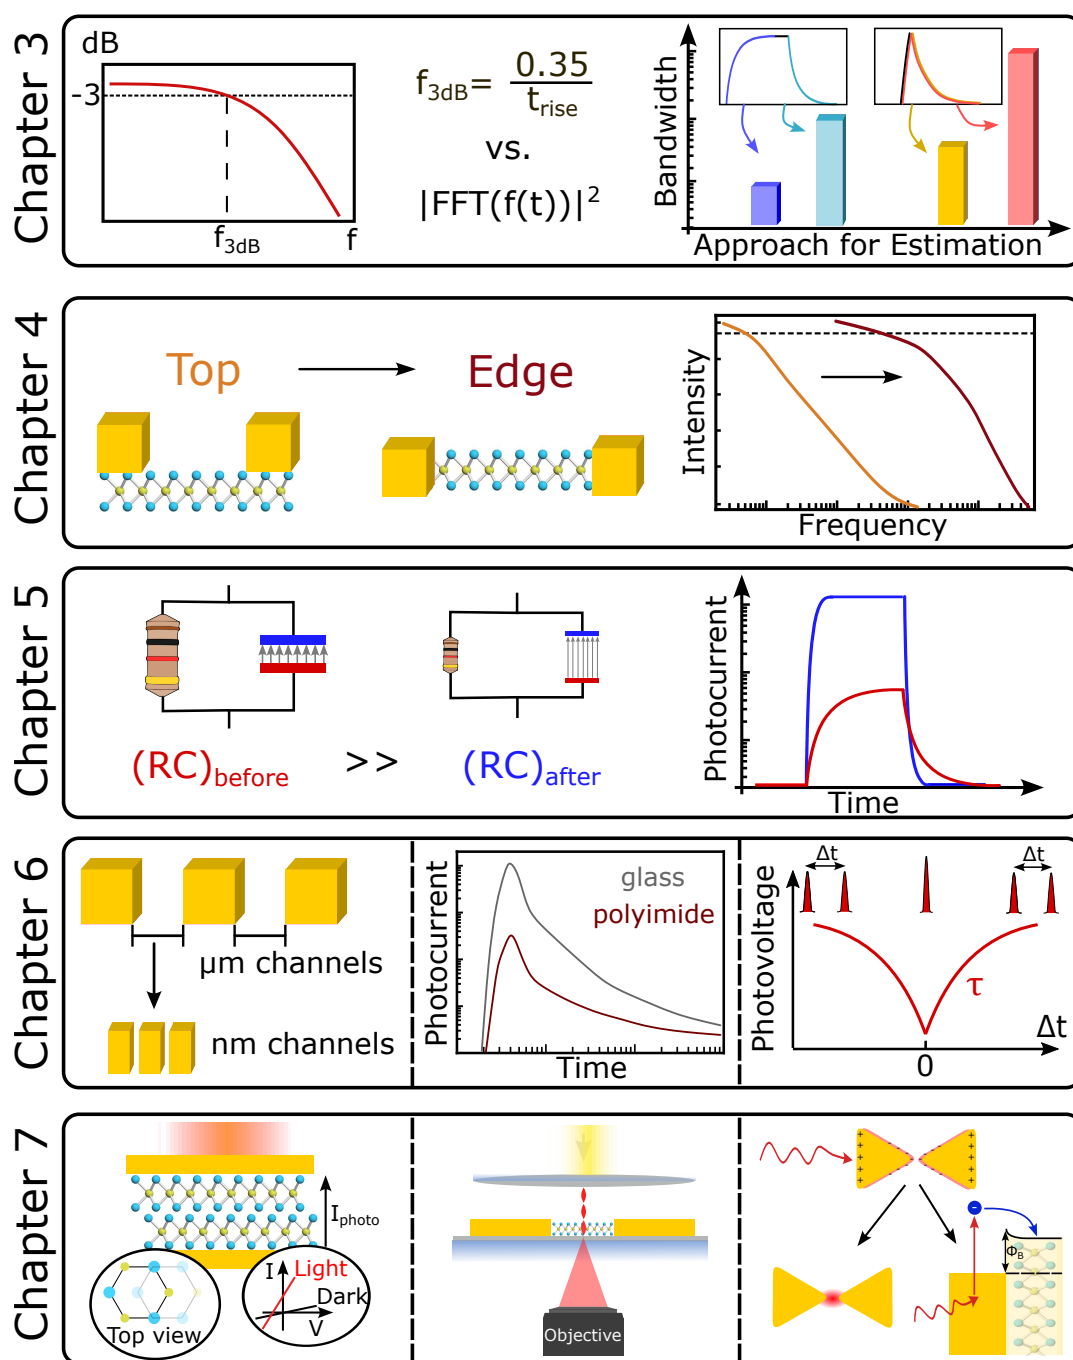 Chapter 3
dB
-3
f3dB
f
f3dB= 0.35
trise
vs.
|FFT(f(t))|²
Bandwidth
Approach for Estimation
Chapter 4
Top
Edge
Intensity
Frequency
Chapter 5
(RC)before
>>
(RC)after
Photocurrent
Time
Chapter 6
µm channels
nm channels
Photocurrent
glass
polyimide
Time
Photovoltage
Δt
Δt
τ
Δt
0
Chapter 7
Iphoto
Top view
I
Light
Dark
V
Objective
+ + + + +
- - - -
+ + + + +
-
ΦB